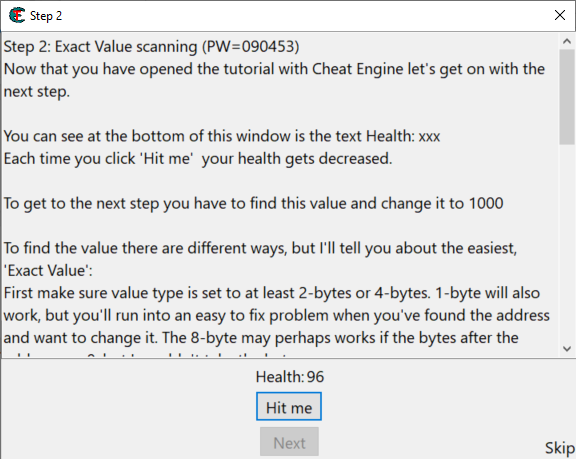 Step 2
Step 2: Exact Value scanning (PW=090453)
Now that you have opened the tutorial with Cheat Engine let's get on with the
next step.
You can see at the bottom of this window is the text Health: xxx
Each time you click 'Hit me'  your health gets decreased.
To get to the next step you have to find this value and change it to 1000
To find the value there are different ways, but I'll tell you about the easiest,
'Exact Value':
First make sure value type is set to at least 2-bytes or 4-bytes. 1-byte will also
work, but you'll run into an easy to fix problem when you've found the address
and want to change it. The 8-byte may perhaps works if the bytes after the
Health: 96
Hit me
Next
Skip